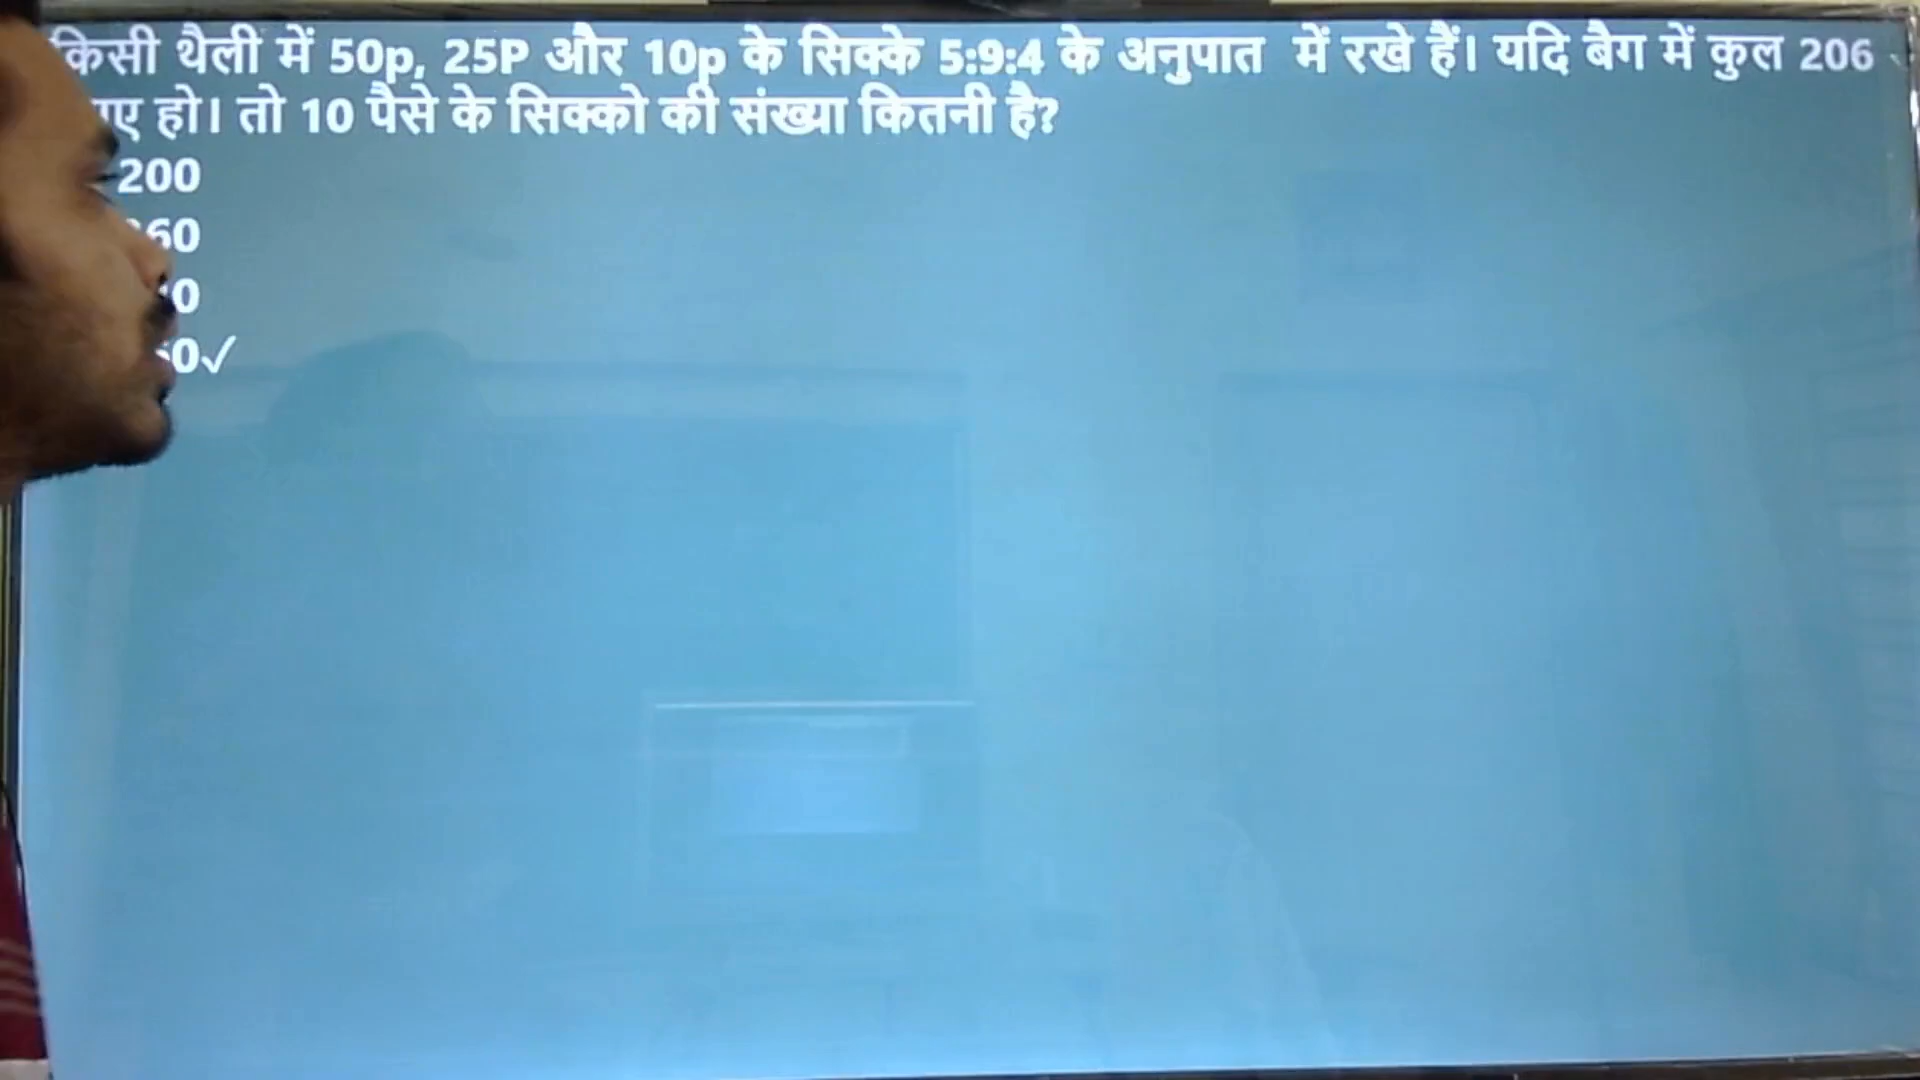 किसी थैली में 50p, 25P और 10p के सिक्के 5:9:4 के अनुपात में रखे हैं। यदि बैग में कुल 206
हो। तो 10 पैसे के सिक्को की संख्या कितनी है?
200